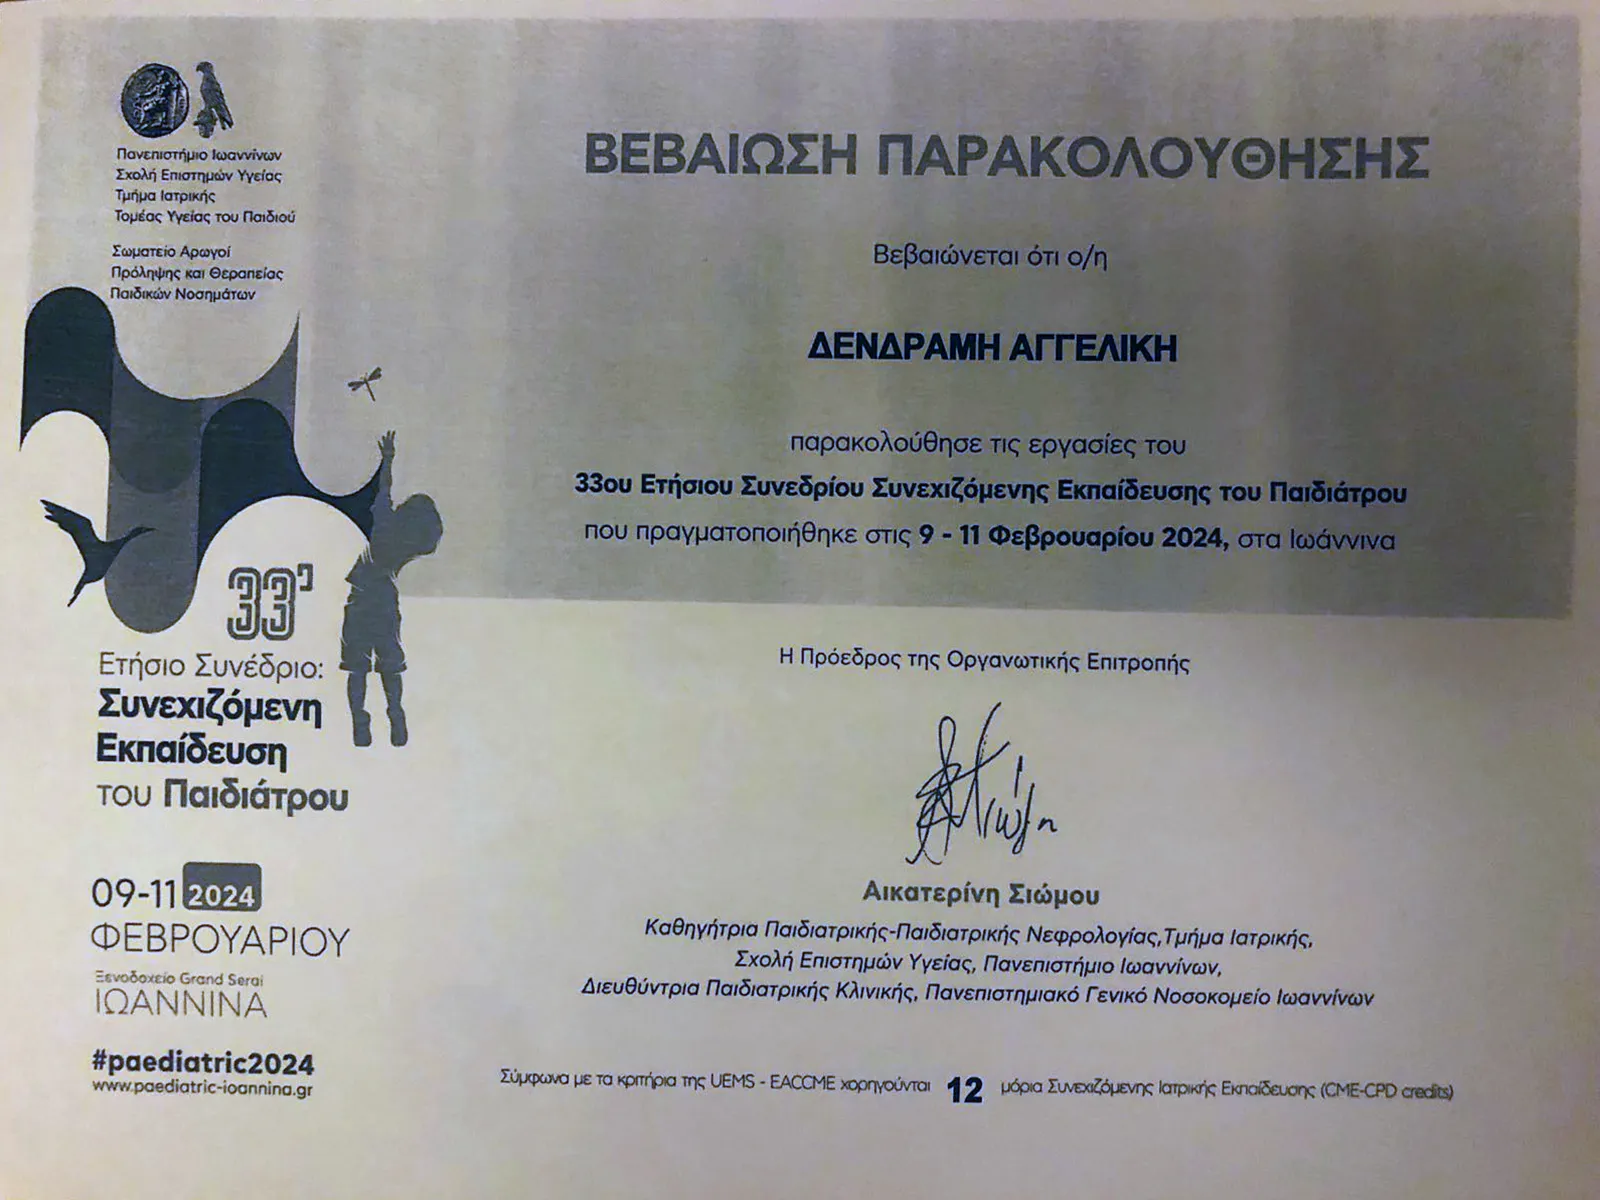 Πανεπιστήμιο Ιωαννίνων
Σχολή Επιστημών Υγείας
Τμήμα Ιατρικής
Τομέας Υγείας του Παιδιού
Σωματείο Αρωγοί
Πρόληψης και Θεραπείας
Παιδικών Νοσημάτων
33ο
Ετήσιο Συνέδριο:
Συνεχιζόμενη
Εκπαίδευση
του Παιδιάτρου
09-11 2024
ΦΕΒΡΟΥΑΡΙΟΥ
Ξενοδοχείο Grand Serai
ΙΩΑΝΝΙΝΑ
#paediatric2024
www.paediatric-ioannina.gr
ΒΕΒΑΙΩΣΗ ΠΑΡΑΚΟΛΟΥΘΗΣΗΣ
Βεβαιώνεται ότι ο/η
ΔΕΝΔΡΑΜΗ ΑΓΓΕΛΙΚΗ
παρακολούθησε τις εργασίες του
33ου Ετήσιου Συνεδρίου Συνεχιζόμενης Εκπαίδευσης του Παιδιάτρου
που πραγματοποιήθηκε στις 9 - 11 Φεβρουαρίου 2024, στα Ιωάννινα
Η Πρόεδρος της Οργανωτικής Επιτροπής
Αικατερίνη Σιώμου
Καθηγήτρια Παιδιατρικής-Παιδιατρικής Νεφρολογίας,Τμήμα Ιατρικής,
Σχολή Επιστημών Υγείας, Πανεπιστήμιο Ιωαννίνων,
Διευθύντρια Παιδιατρικής Κλινικής, Πανεπιστημιακό Γενικό Νοσοκομείο Ιωαννίνων
Σύμφωνα με τα κριτήρια της UEMS - EACCME χορηγούνται 12 μόρια Συνεχιζόμενης Ιατρικής Εκπαίδευσης (CME-CPD credits)